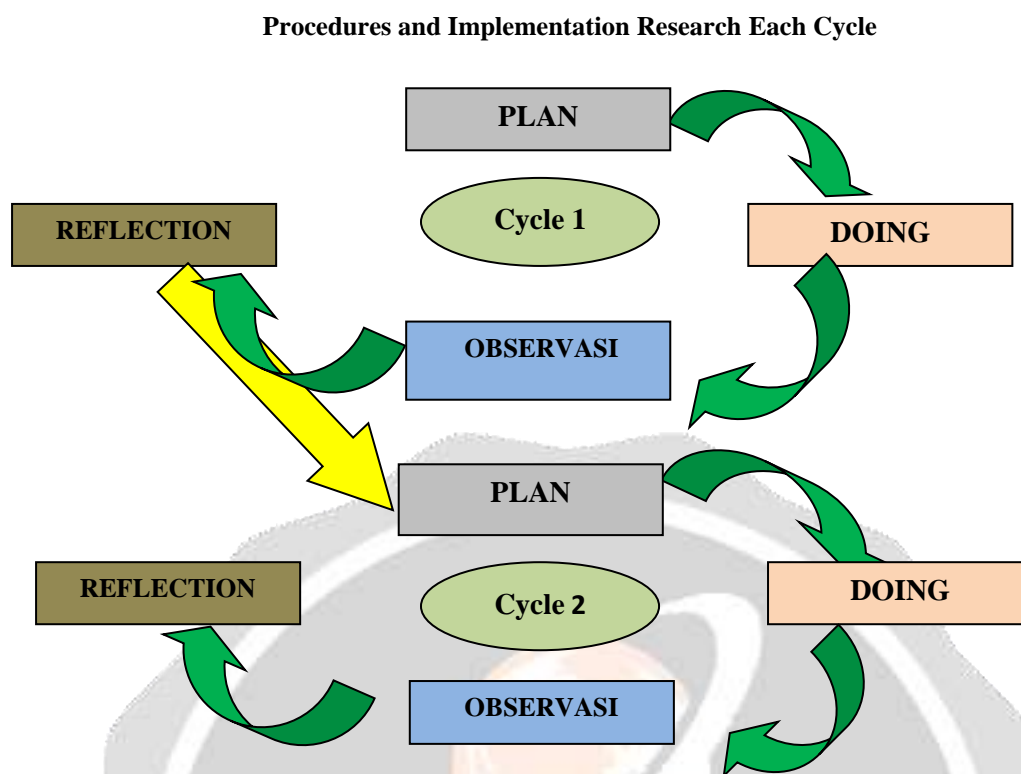 Procedures and Implementation Research Each Cycle
PLAN
Cycle 1
REFLECTION
DOING
OBSERVASI
PLAN
REFLECTION
Cycle 2
DOING
OBSERVASI